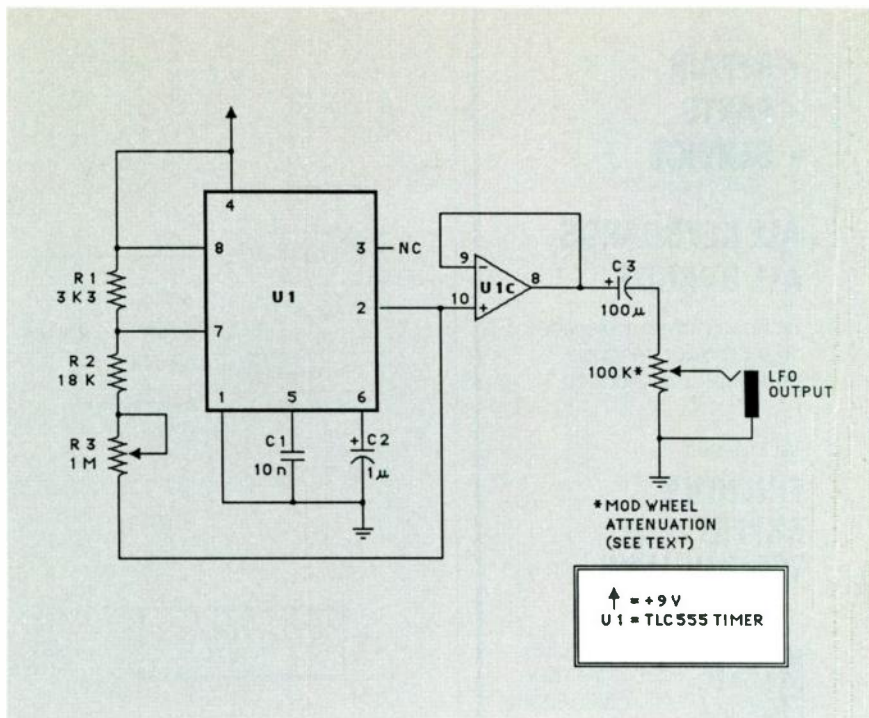 4
8
3
NC
R1
3K3
U1
9
-
U1c
8
+
C3
100μ
10
+
7
2
R2
18K
100K*
LFO
OUTPUT
1
5
6
R3
1M
C1
10n
+
C2
1μ
*MOD WHEEL
ATTENUATION
(SEE TEXT)
↑ = +9V
U1 = TLC555 TIMER